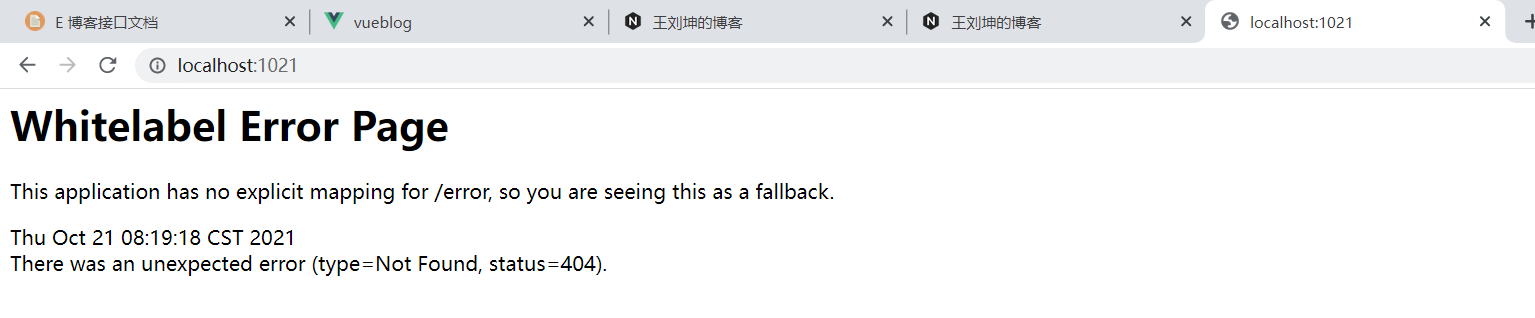 E 博客接口文档
vueblog
王刘坤的博客
王刘坤的博客
localhost:1021
localhost:1021
Whitelabel Error Page
This application has no explicit mapping for /error, so you are seeing this as a fallback.
Thu Oct 21 08:19:18 CST 2021
There was an unexpected error (type=Not Found, status=404).